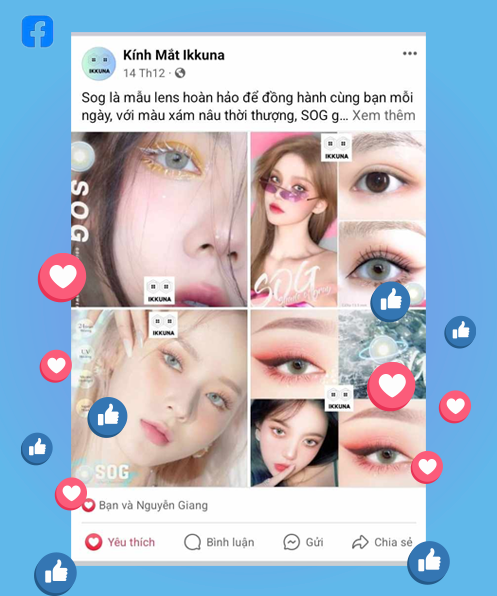 IKKUNA
Kính Mắt Ikkuna
14 Th12
Sog là mẫu lens hoàn hảo để đồng hành cùng bạn mỗi
ngày, với màu xám nâu thời thượng, SOG g... Xem thêm
SOG
IKKUNA
IKKUNA
SOG
IKKUNA
UV
SOG
IKKUNA
Bạn và Nguyên Giang
Yêu thích
Bình luận
Gửi
Chia sẻ